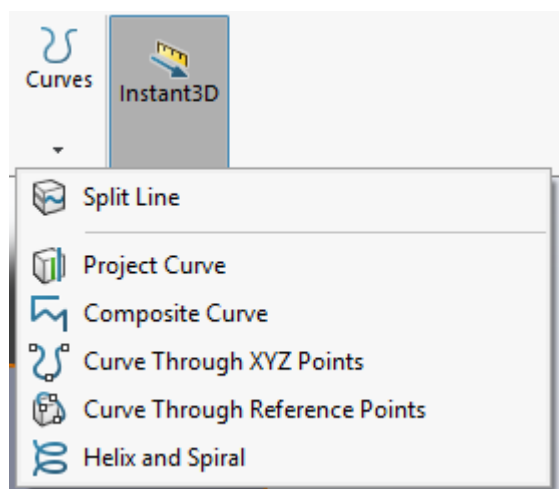 Curves
Instant3D
Split Line
Project Curve
Composite Curve
Curve Through XYZ Points
Curve Through Reference Points
Helix and Spiral